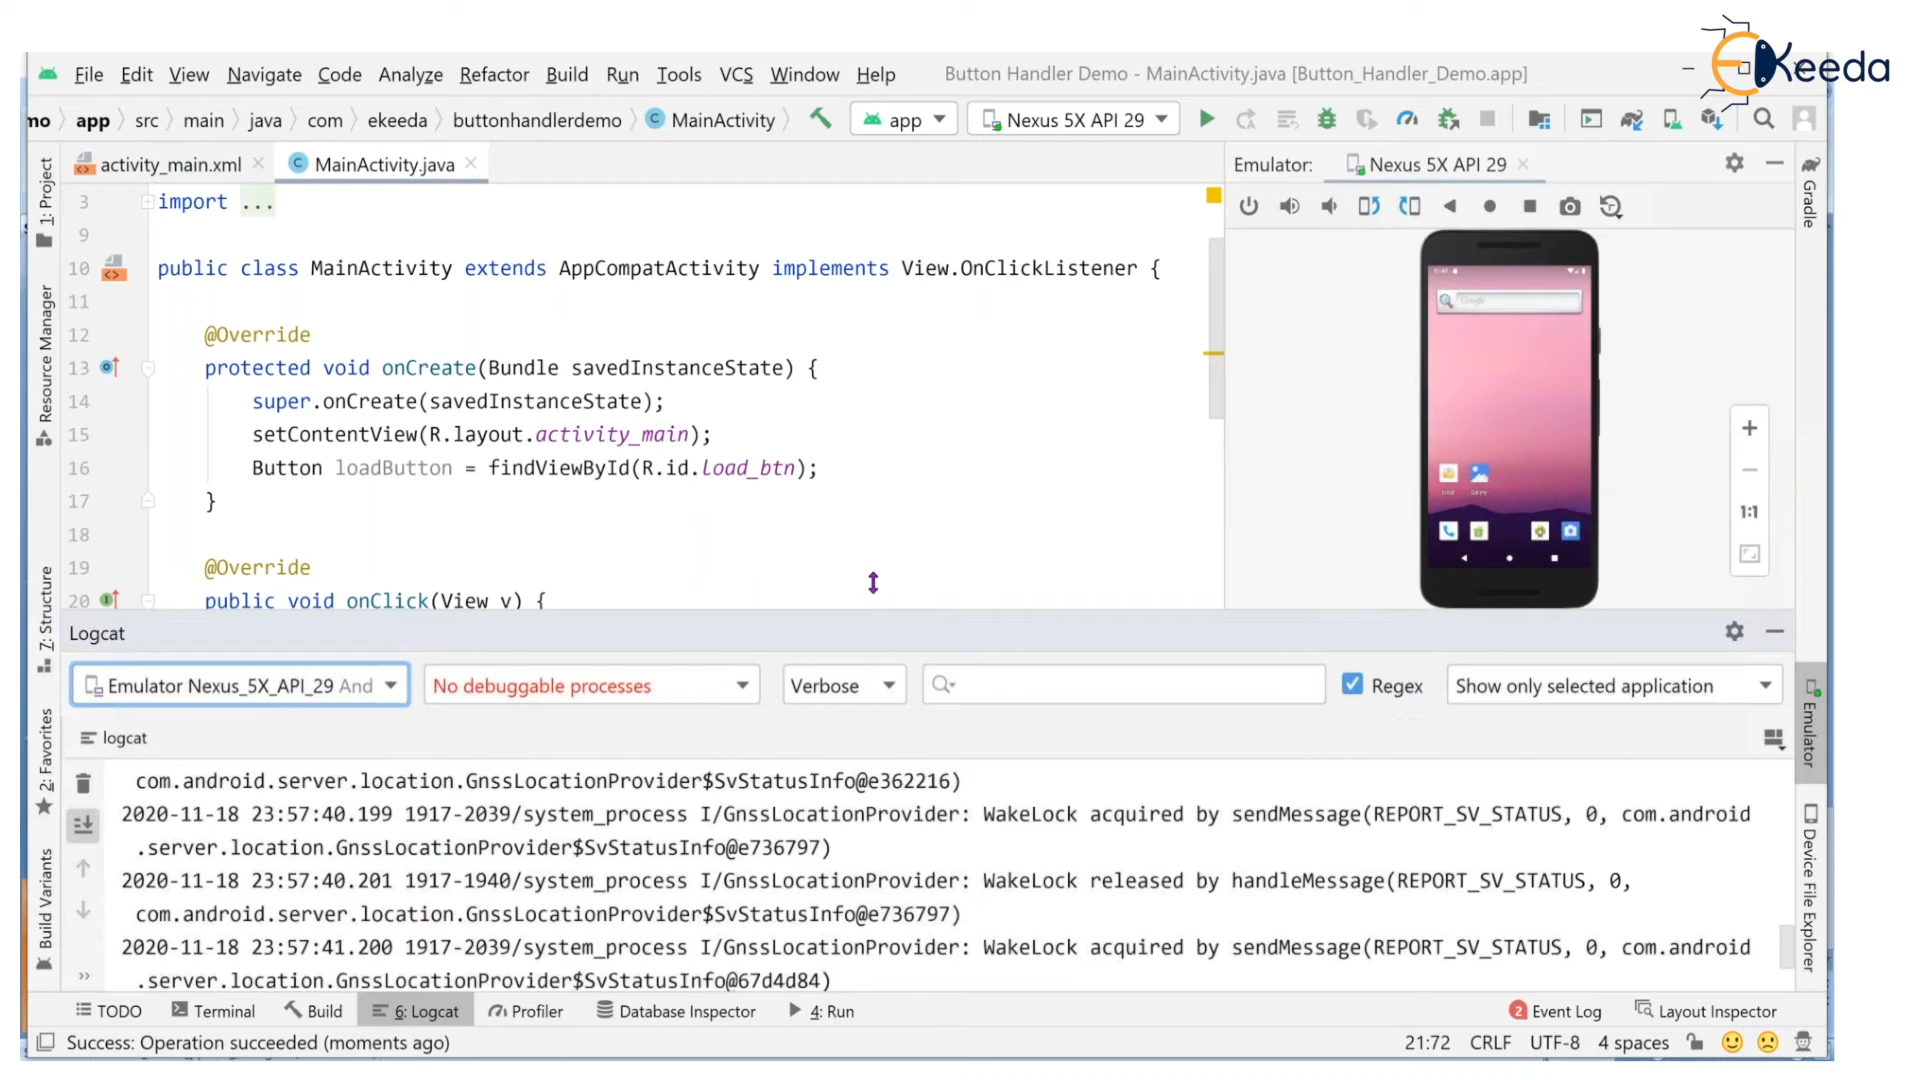 Keeda
File Edit View Navigate Code Analyze Refactor Build Run Tools VCS Window Help Button Handler Demo - MainActivity.java [Button_Handler_Demo.app]
mo app src main java com ekeeda buttonhandlerdemo MainActivity app Nexus 5X API 29
activity_main.xml MainActivity.java
Emulator: Nexus 5X API 29
1: Project
Resource Manager
7: Structure
2: Favorites
Build Variants
3 import ...
9
10 public class MainActivity extends AppCompatActivity implements View.OnClickListener {
11
12 @Override
13 protected void onCreate(Bundle savedInstanceState) {
14 super.onCreate(savedInstanceState);
15 setContentView(R.layout.activity_main);
16 Button loadButton = findViewById(R.id.load_btn);
17 }
18
19 @Override
20 public void onClick(View v) {
Google
1:1
Gradle
Emulator
Device File Explorer
Logcat
Emulator Nexus_5X_API_29 And No debuggable processes Verbose Regex Show only selected application
logcat
com.android.server.location.GnssLocationProvider$SvStatusInfo@e362216)
2020-11-18 23:57:40.199 1917-2039/system_process I/GnssLocationProvider: WakeLock acquired by sendMessage(REPORT_SV_STATUS, 0, com.android
.server.location.GnssLocationProvider$SvStatusInfo@e736797)
2020-11-18 23:57:40.201 1917-1940/system_process I/GnssLocationProvider: WakeLock released by handleMessage(REPORT_SV_STATUS, 0,
com.android.server.location.GnssLocationProvider$SvStatusInfo@e736797)
2020-11-18 23:57:41.200 1917-2039/system_process I/GnssLocationProvider: WakeLock acquired by sendMessage(REPORT_SV_STATUS, 0, com.android
.server.location.GnssLocationProvider$SvStatusInfo@67d4d84)
TODO Terminal Build 6: Logcat Profiler Database Inspector 4: Run 2 Event Log Layout Inspector
Success: Operation succeeded (moments ago) 21:72 CRLF UTF-8 4 spaces